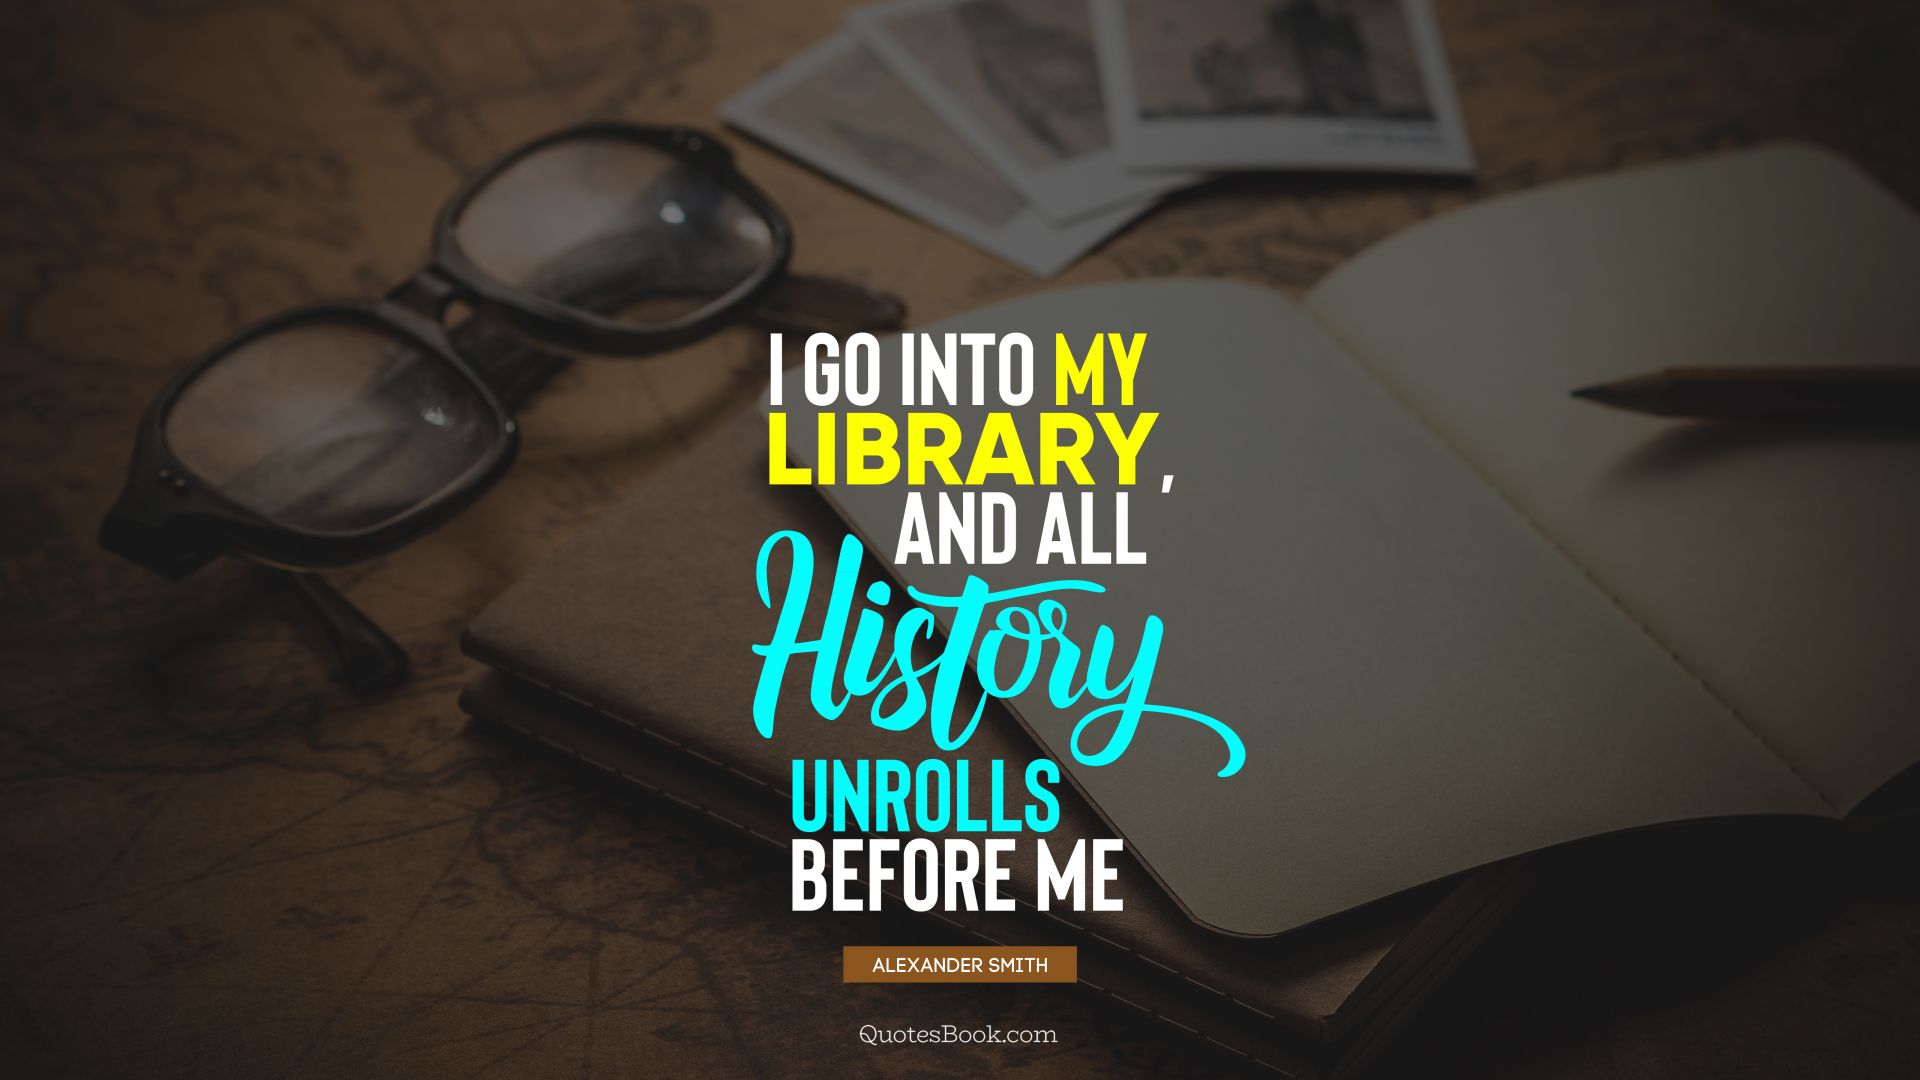 I GO INTO MY
LIBRARY,
AND ALL
History
UNROLLS
BEFORE ME
ALEXANDER SMITH
QuotesBook.com